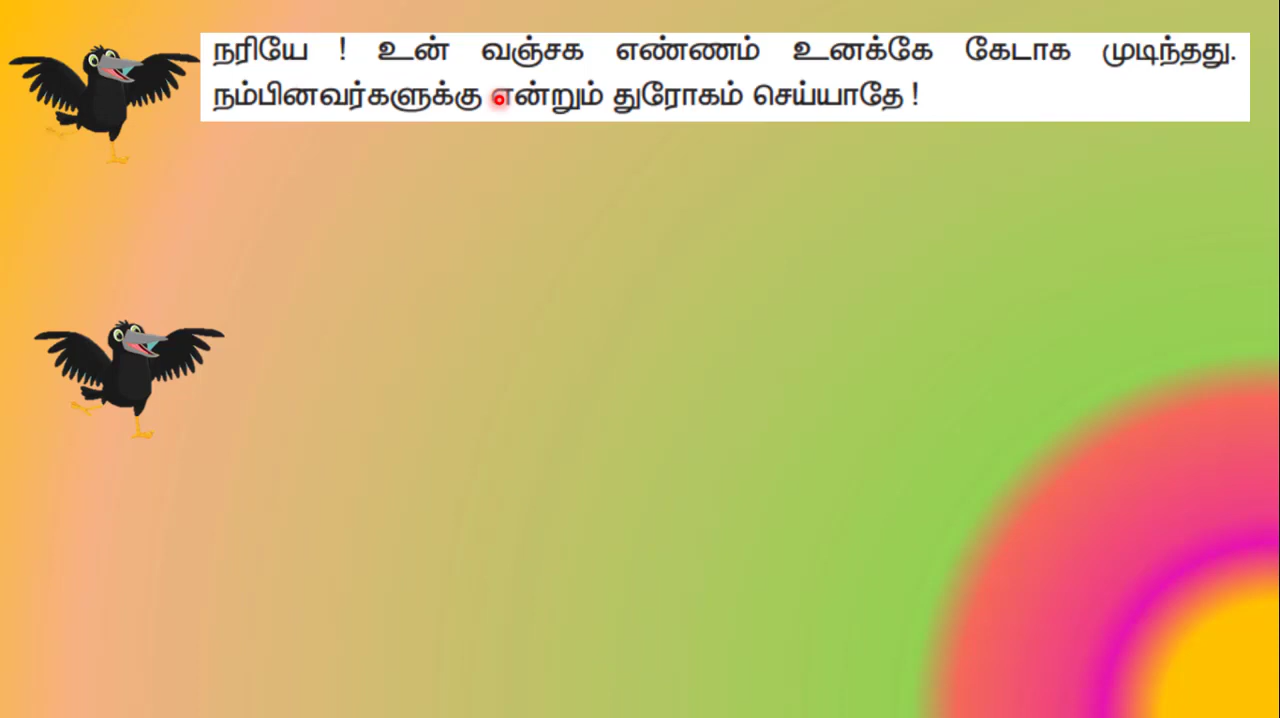 நரியே ! உன் வஞ்சக எண்ணம் உனக்கே கேடாக முடிந்தது.
நம்பினவர்களுக்கு என்றும் துரோகம் செய்யாதே !